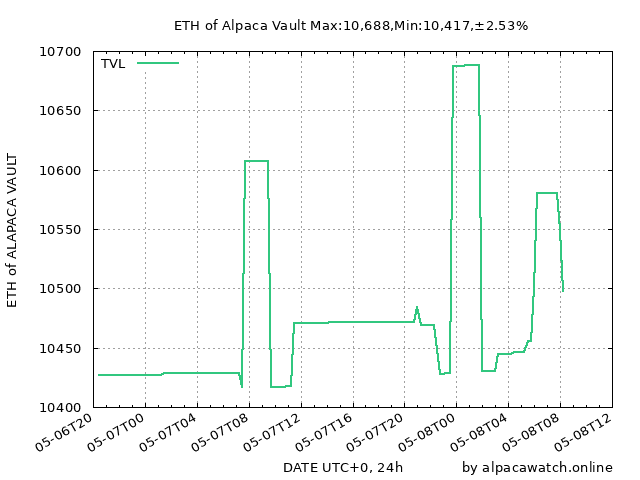 ETH of Alpaca Vault Max:10,688,Min:10,417,±2.53%
TVL
ETH of ALAPACA VAULT
10700
10650
10600
10550
10500
10450
10400
05-06T20
05-07T00
05-07T04
05-07T08
05-07T12
05-07T16
05-07T20
05-08T00
05-08T04
05-08T08
05-08T12
DATE UTC+0, 24h
by alpacawatch.online